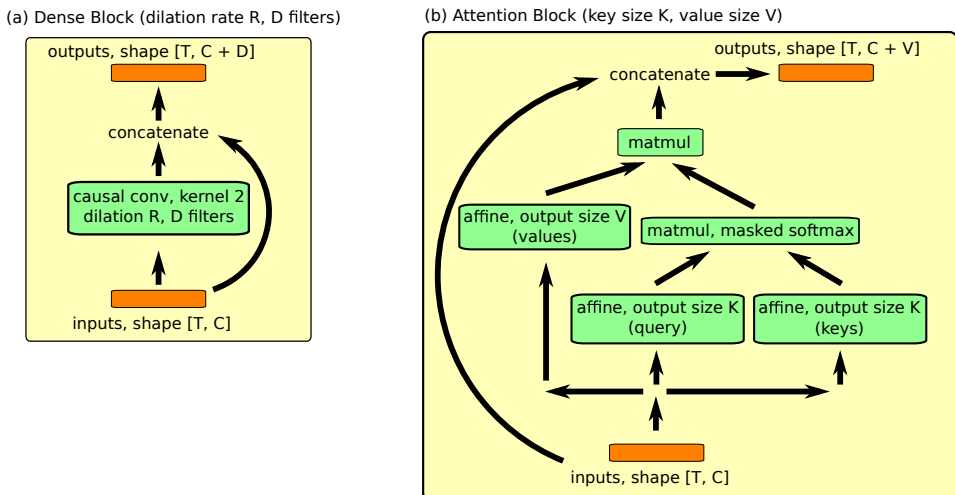 (a) Dense Block (dilation rate R, D filters)
outputs, shape [T, C + D]
concatenate
causal conv, kernel 2
dilation R, D filters
inputs, shape [T, C]
(b) Attention Block (key size K, value size V)
outputs, shape [T, C + V]
concatenate
matmul
affine, output size V
(values)
matmul, masked softmax
affine, output size K
(query)
affine, output size K
(keys)
inputs, shape [T, C]